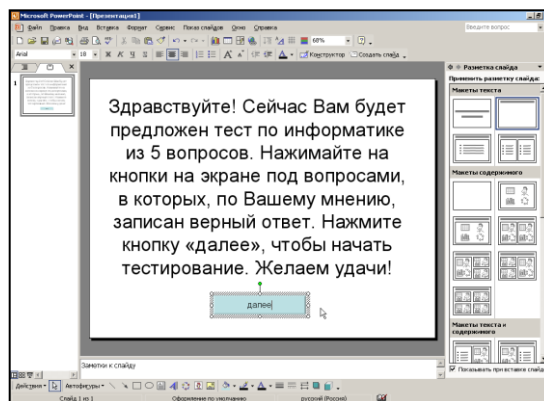 Microsoft PowerPoint - [Презентация1]
Файл Правка Вид Вставка Формат Сервис Показ слайдов Окно Справка
Введите вопрос
68%
Arial 18 Ж К Ч S Конструктор Создать слайд
Разметка слайда
Применить разметку слайда:
Макеты текста
1
Здравствуйте! Сейчас Вам будет
предложен тест по информатике
из 5 вопросов. Нажимайте на
кнопки на экране под вопросами,
в которых, по Вашему мнению,
записан верный ответ. Нажмите
кнопку «далее», чтобы начать
тестирование. Желаем удачи!
далее
Макеты содержимого
Макеты текста и
содержимого
Заметки к слайду
Показывать при вставке слайдов
Действия Автофигуры
Слайд 1 из 1 Оформление по умолчанию русский (Россия)